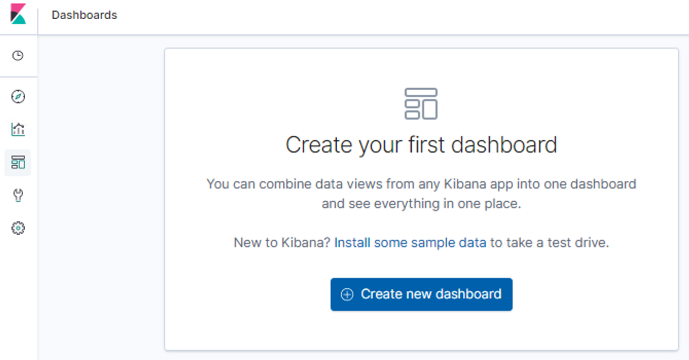 Dashboards
Create your first dashboard
You can combine data views from any Kibana app into one dashboard
and see everything in one place.
New to Kibana? Install some sample data to take a test drive.
Create new dashboard